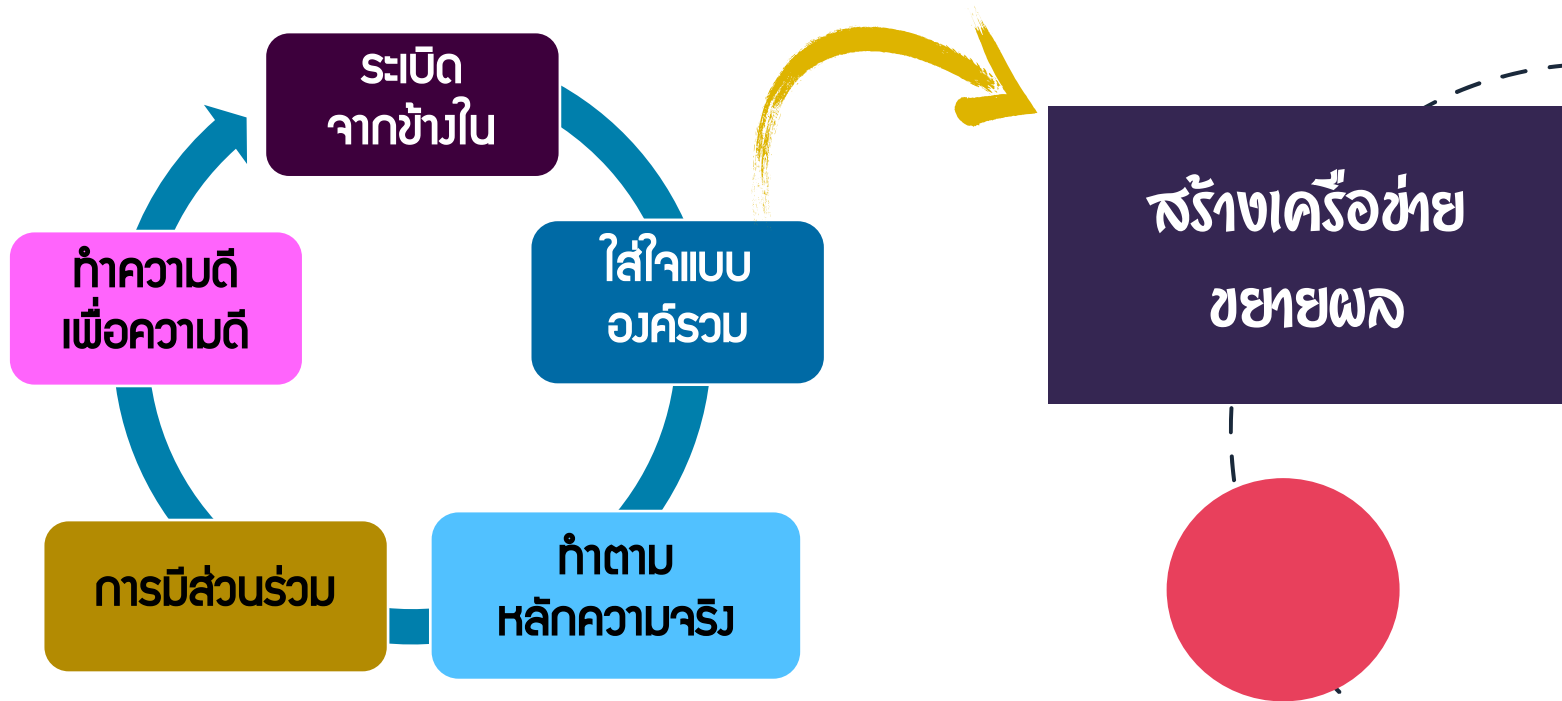 ระเบิด
จากข้างใน
ใส่ใจแบบ
องค์รวม
ทำตาม
หลักความจริง
การมีส่วนร่วม
ทำความดี
เพื่อความดี
สร้างเครือข่าย
ขยายผล